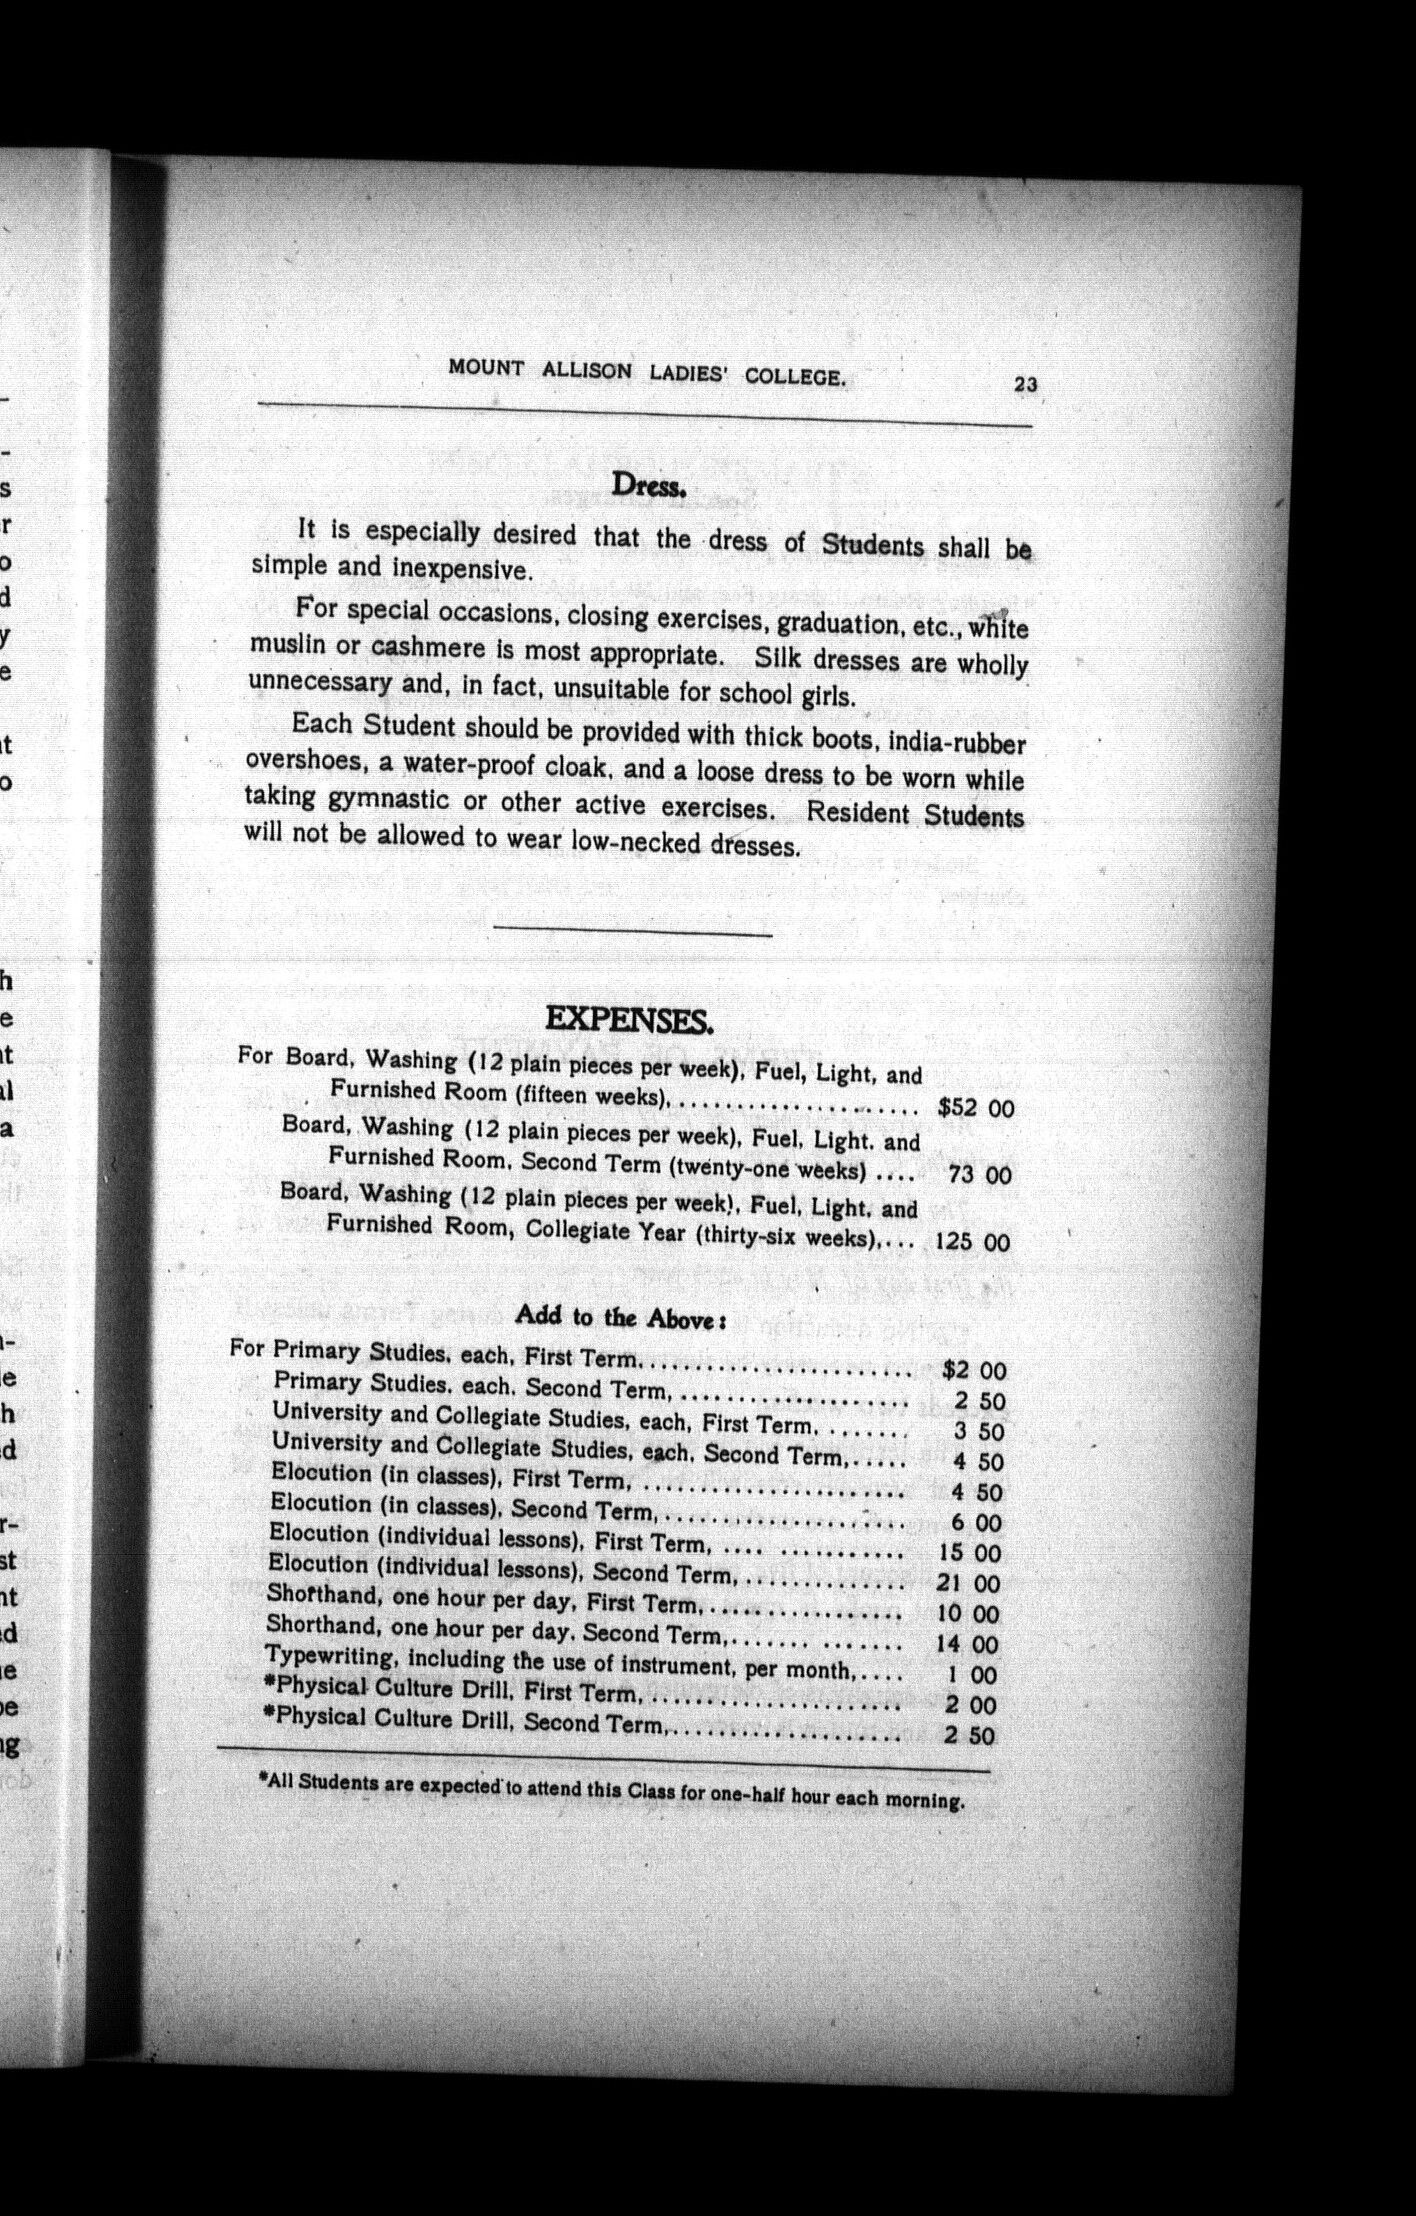 MOUNT ALLISON LADIES' COLLEGE. 23
Dress.
It is especially desired that the dress of Students shall be
simple and inexpensive.
For special occasions, closing exercises, graduation, etc., white
muslin or cashmere is most appropriate. Silk dresses are wholly
unnecessary and, in fact, unsuitable for school girls.
Each Student should be provided with thick boots, india-rubber
overshoes, a water-proof cloak, and a loose dress to be worn while
taking gymnastic or other active exercises. Resident Students
will not be allowed to wear low-necked dresses.
EXPENSES.
For Board, Washing (12 plain pieces per week), Fuel, Light, and
Furnished Room (fifteen weeks),..................... $52 00
Board, Washing (12 plain pieces per week), Fuel, Light, and
Furnished Room, Second Term (twenty-one weeks) .... 73 00
Board, Washing (12 plain pieces per week), Fuel, Light, and
Furnished Room, Collegiate Year (thirty-six weeks),... 125 00
Add to the Above:
For Primary Studies, each, First Term........................ $2 00
Primary Studies, each, Second Term, .................... 2 50
University and Collegiate Studies, each, First Term, ....... 3 50
University and Collegiate Studies, each, Second Term,..... 4 50
Elocution (in classes), First Term, ....................... 4 50
Elocution (in classes), Second Term,..................... 6 00
Elocution (individual lessons), First Term, .... ........... 15 00
Elocution (individual lessons), Second Term,.............. 21 00
Shorthand, one hour per day, First Term,................. 10 00
Shorthand, one hour per day, Second Term,....... ....... 14 00
Typewriting, including the use of instrument, per month,.... 1 00
*Physical Culture Drill, First Term,...................... 2 00
*Physical Culture Drill, Second Term,.................... 2 50
*All Students are expected to attend this Class for one-half hour each morning.